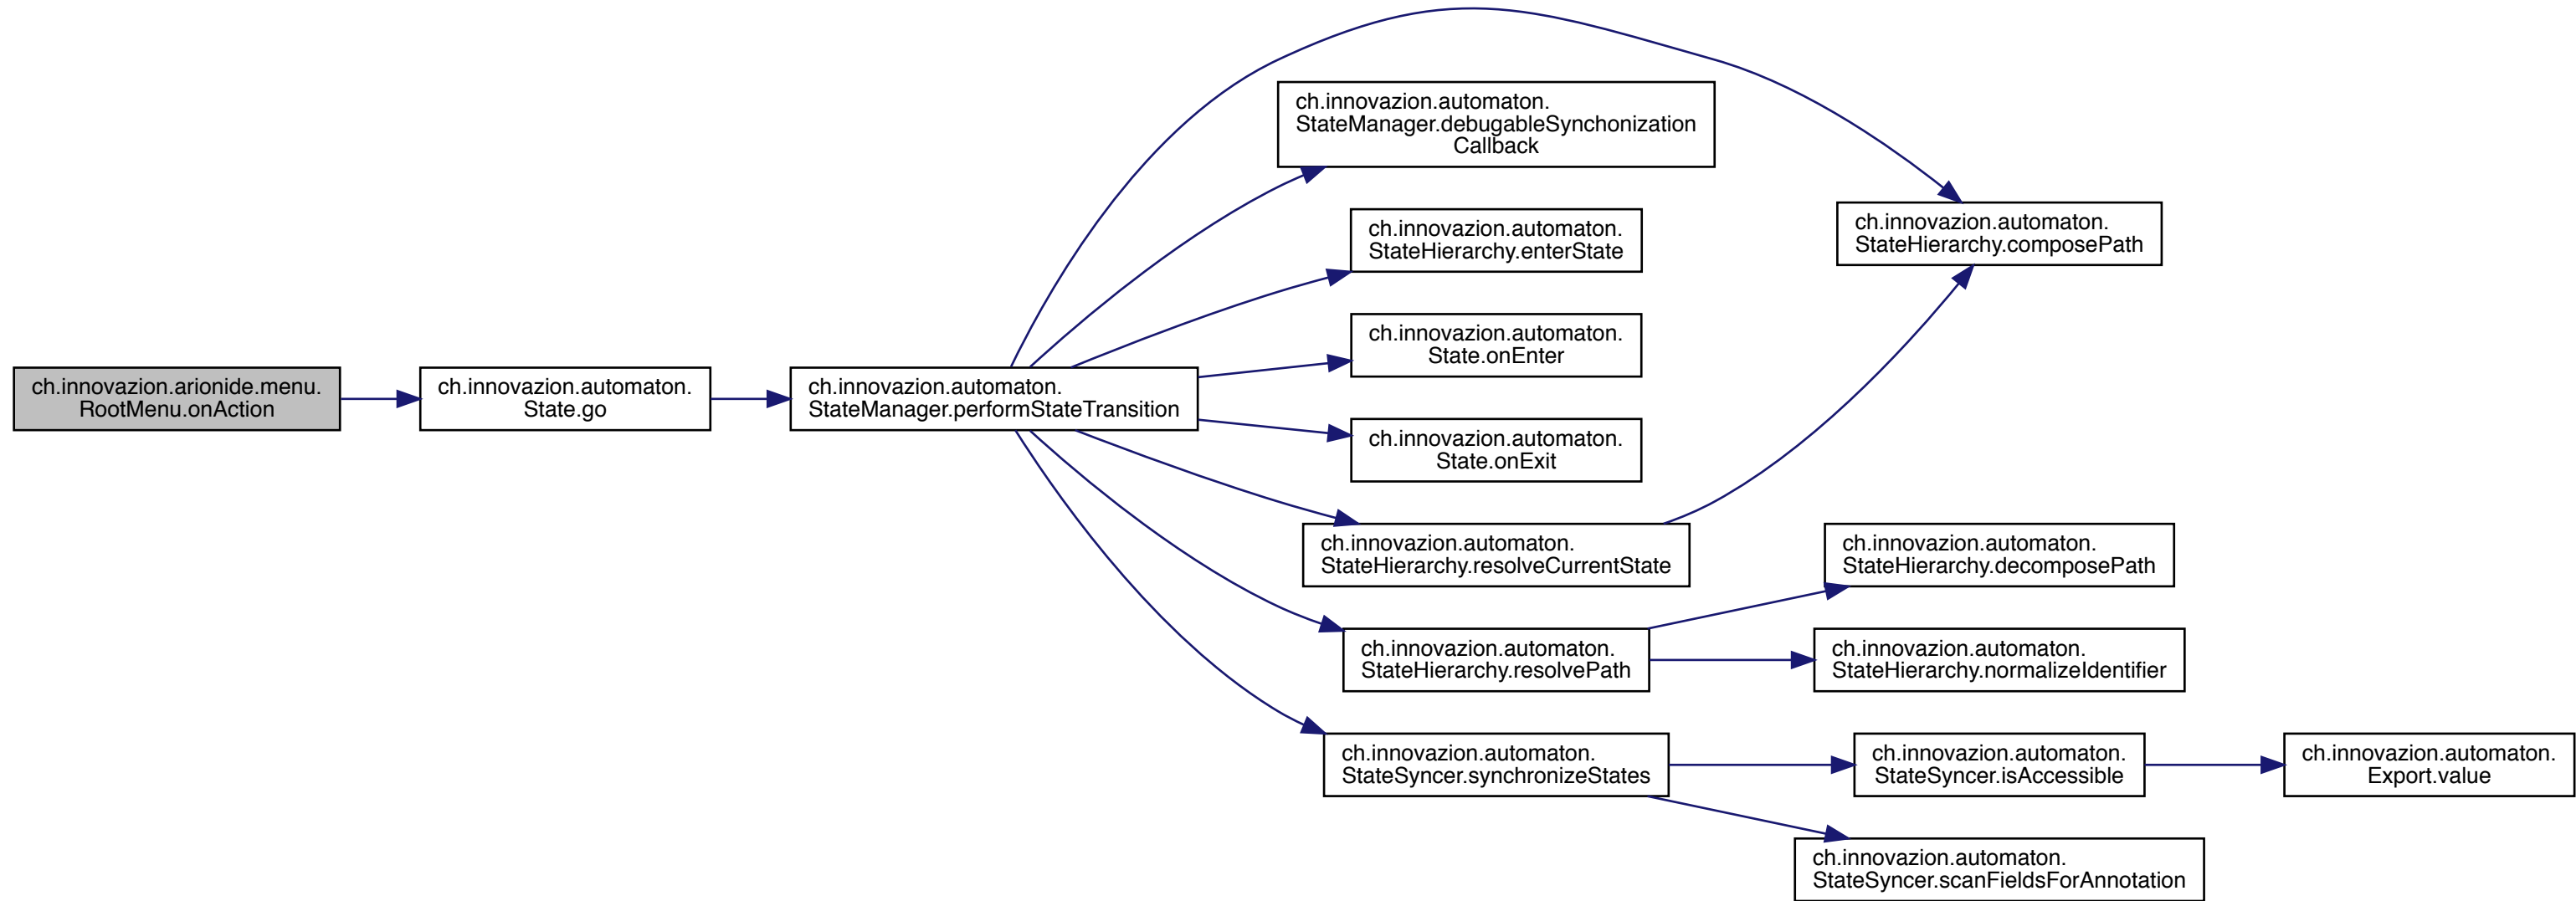 ch.innovazion.arionide.menu.
RootMenu.onAction
ch.innovazion.automaton.
State.go
ch.innovazion.automaton.
StateManager.performStateTransition
ch.innovazion.automaton.
StateManager.debugableSynchonization
Callback
ch.innovazion.automaton.
StateHierarchy.enterState
ch.innovazion.automaton.
State.onEnter
ch.innovazion.automaton.
State.onExit
ch.innovazion.automaton.
StateHierarchy.resolveCurrentState
ch.innovazion.automaton.
StateHierarchy.resolvePath
ch.innovazion.automaton.
StateSyncer.synchronizeStates
ch.innovazion.automaton.
StateHierarchy.composePath
ch.innovazion.automaton.
StateHierarchy.decomposePath
ch.innovazion.automaton.
StateHierarchy.normalizeIdentifier
ch.innovazion.automaton.
StateSyncer.isAccessible
ch.innovazion.automaton.
StateSyncer.scanFieldsForAnnotation
ch.innovazion.automaton.
Export.value